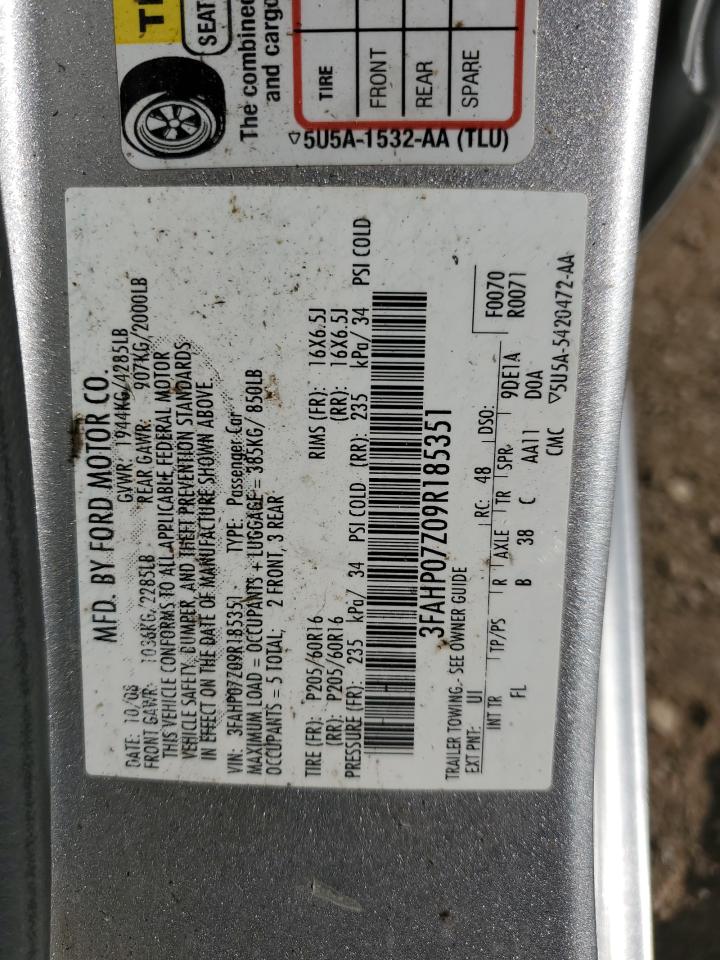 TI
SEAT
The combined
and cargo
TIRE
FRONT
REAR
SPARE
▽5U5A-1532-AA (TLU)
MFD. BY FORD MOTOR CO.
DATE: 10/08 GVWR: 1944KG/4285LB
FRONT GAWR: 1036KG/2285LB REAR GAWR: 907KG/2000LB
THIS VEHICLE CONFORMS TO ALL APPLICABLE FEDERAL MOTOR
VEHICLE SAFETY, BUMPER, AND THEFT PREVENTION STANDARDS
IN EFFECT ON THE DATE OF MANUFACTURE SHOWN ABOVE.
VIN: 3FAHP07Z09R185351 TYPE: Passenger Car
MAXIMUM LOAD = OCCUPANTS + LUGGAGE = 385KG/ 850LB
OCCUPANTS = 5 TOTAL; 2 FRONT, 3 REAR
TIRE (FR): P205/60R16 RIMS (FR): 16X6.5J
(RR): P205/60R16 (RR): 16X6.5J
PRESSURE (FR): 235 kPa/ 34 PSI COLD (RR): 235 kPa/ 34 PSI COLD
3FAHP07Z09R185351
TRAILER TOWING - SEE OWNER GUIDE
EXT PNT: UI RC: 48 DSO: F0070
R0071
INT TR TP/PS R AXLE TR SPR 9DE1A
FL B 38 C AA11 D0A
CMC ▽5U5A-5420472-AA